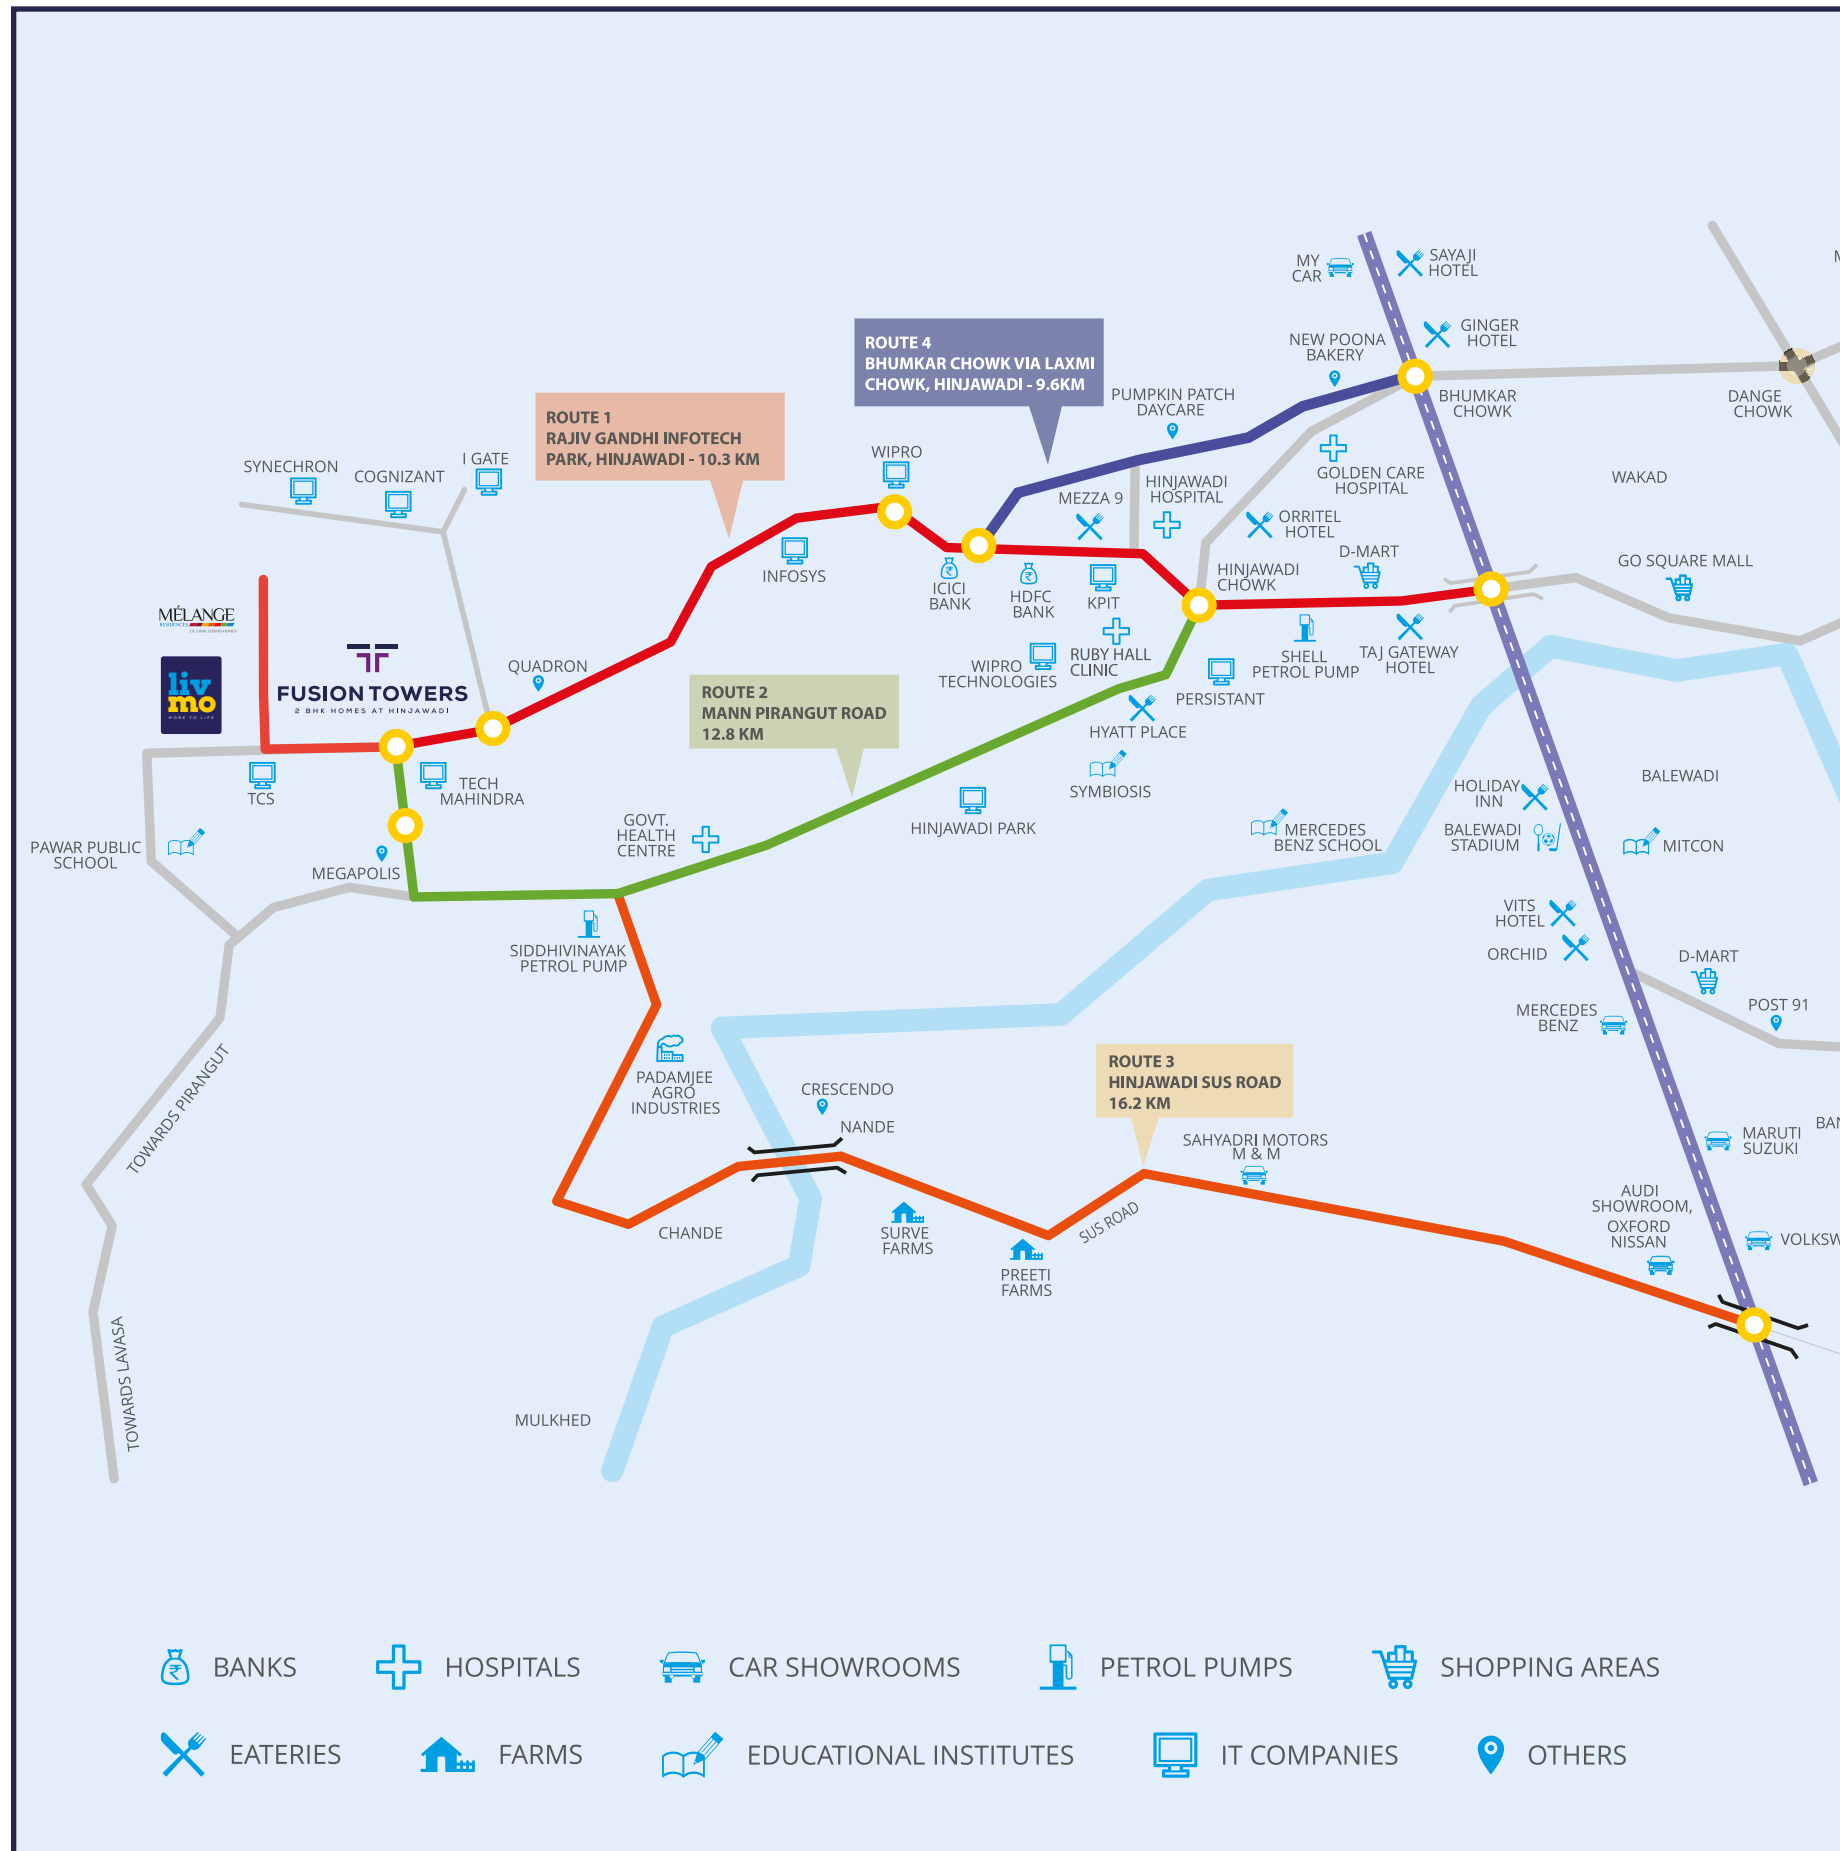 MY
CAR
SAYAJI
HOTEL
M
NEW POONA
BAKERY
GINGER
HOTEL
ROUTE 4
BHUMKAR CHOWK VIA LAXMI
CHOWK, HINJAWADI - 9.6KM
PUMPKIN PATCH
DAYCARE
BHUMKAR
CHOWK
DANGE
CHOWK
ROUTE 1
RAJIV GANDHI INFOTECH
PARK, HINJAWADI - 10.3 KM
WIPRO
SYNECHRON
COGNIZANT
I GATE
MEZZA 9
HINJAWADI
HOSPITAL
GOLDEN CARE
HOSPITAL
WAKAD
ORRITEL
HOTEL
D-MART
GO SQUARE MALL
INFOSYS
ICICI
BANK
HDFC
BANK
KPIT
HINJAWADI
CHOWK
MÉLANGE
RESIDENCES
livmo
MORE TO LIFE
FUSION TOWERS
2 BHK HOMES AT HINJAWADI
QUADRON
WIPRO
TECHNOLOGIES
RUBY HALL
CLINIC
PERSISTANT
SHELL
PETROL PUMP
TAJ GATEWAY
HOTEL
ROUTE 2
MANN PIRANGUT ROAD
12.8 KM
HYATT PLACE
SYMBIOSIS
TCS
TECH
MAHINDRA
HOLIDAY
INN
BALEWADI
PAWAR PUBLIC
SCHOOL
MEGAPOLIS
GOVT.
HEALTH
CENTRE
HINJAWADI PARK
MERCEDES
BENZ SCHOOL
BALEWADI
STADIUM
MITCON
VITS
HOTEL
ORCHID
SIDDHIVINAYAK
PETROL PUMP
D-MART
MERCEDES
BENZ
POST 91
TOWARDS PIRANGUT
PADAMJEE
AGRO
INDUSTRIES
CRESCENDO
NANDE
ROUTE 3
HINJAWADI SUS ROAD
16.2 KM
SAHYADRI MOTORS
M & M
MARUTI
SUZUKI
BAN
CHANDE
SURVE
FARMS
PREETI
FARMS
SUS ROAD
AUDI
SHOWROOM,
OXFORD
NISSAN
VOLKSW
TOWARDS LAVASA
MULKHED
BANKS
HOSPITALS
CAR SHOWROOMS
PETROL PUMPS
SHOPPING AREAS
EATERIES
FARMS
EDUCATIONAL INSTITUTES
IT COMPANIES
OTHERS